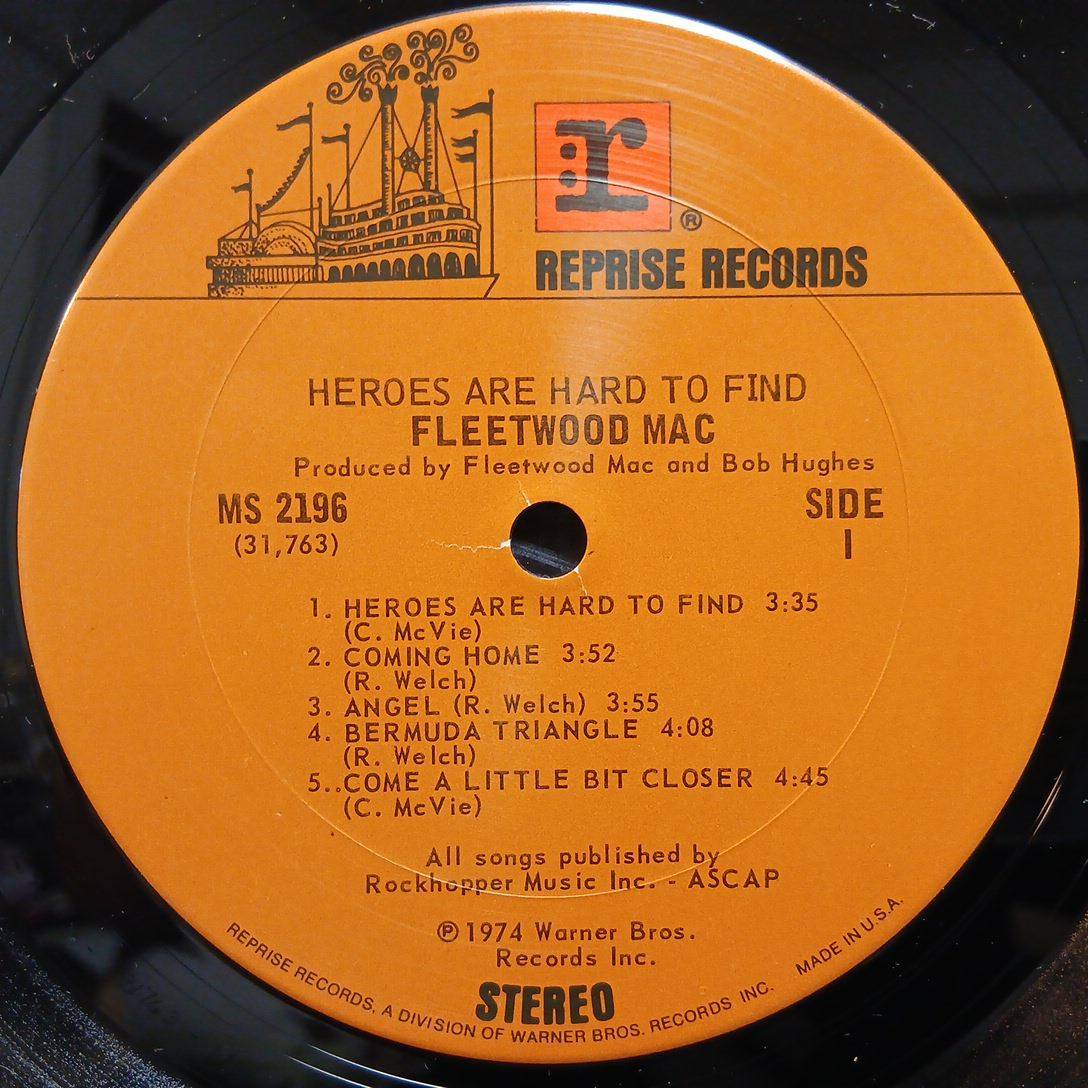 r
®
REPRISE RECORDS
HEROES ARE HARD TO FIND
FLEETWOOD MAC
Produced by Fleetwood Mac and Bob Hughes
MS 2196
(31,763)
SIDE
1
1. HEROES ARE HARD TO FIND 3:35
(C. McVie)
2. COMING HOME 3:52
(R. Welch)
3. ANGEL (R. Welch) 3:55
4. BERMUDA TRIANGLE 4:08
(R. Welch)
5..COME A LITTLE BIT CLOSER 4:45
(C. McVie)
All songs published by
Rockhopper Music Inc. - ASCAP
℗ 1974 Warner Bros.
Records Inc.
STEREO
REPRISE RECORDS, A DIVISION OF WARNER BROS. RECORDS INC. MADE IN U.S.A.